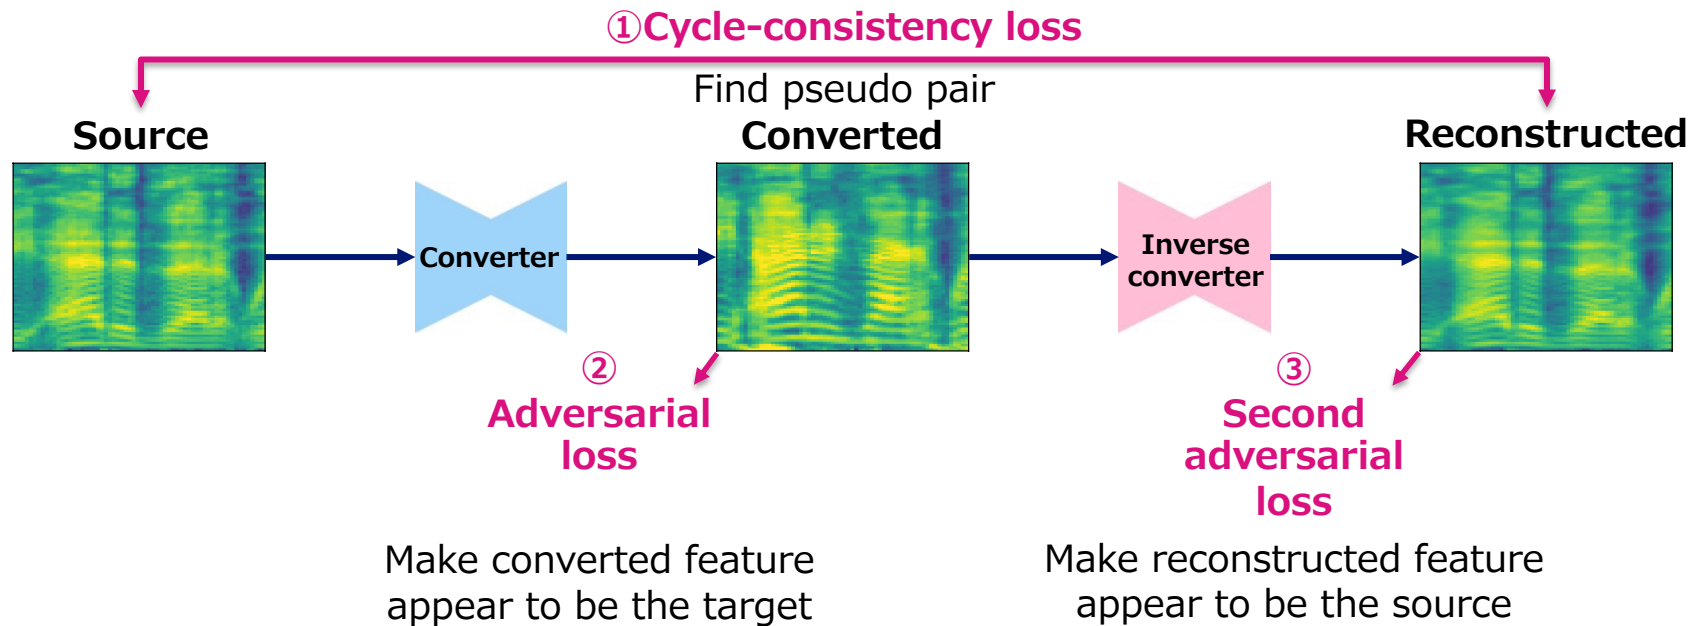 ①Cycle-consistency loss
Find pseudo pair
Source
Converted
Reconstructed
Converter
Inverse
converter
②
Adversarial
loss
③
Second
adversarial
loss
Make converted feature
appear to be the target
Make reconstructed feature
appear to be the source